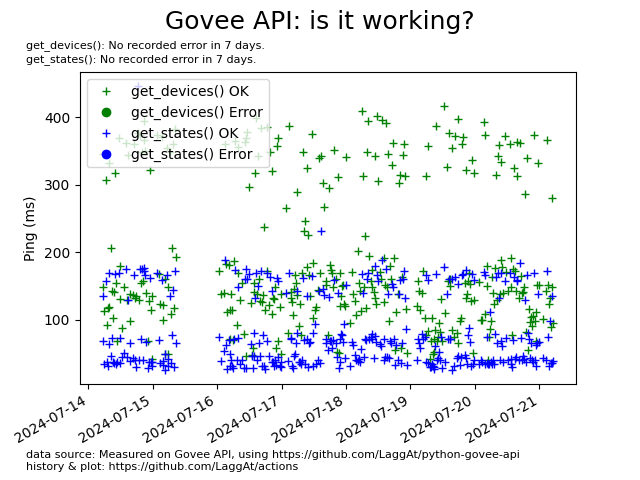 Govee API: is it working?
get_devices(): No recorded error in 7 days.
get_states(): No recorded error in 7 days.
get_devices() OK
get_devices() Error
get_states() OK
get_states() Error
Ping (ms)
400
300
200
100
2024-07-14
2024-07-15
2024-07-16
2024-07-17
2024-07-18
2024-07-19
2024-07-20
2024-07-21
data source: Measured on Govee API, using https://github.com/LaggAt/python-govee-api
history & plot: https://github.com/LaggAt/actions